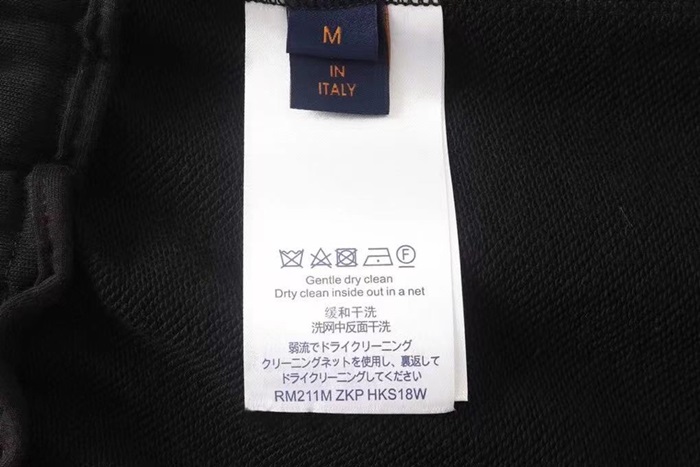 M
IN
ITALY
F
Gentle dry clean
Drty clean inside out in a net
缓和干洗
洗网中反面干洗
弱流でドライクリーニング
クリーニングネットを使用し、裏返して
ドライクリーニングしてください
RM211M ZKP HKS18W